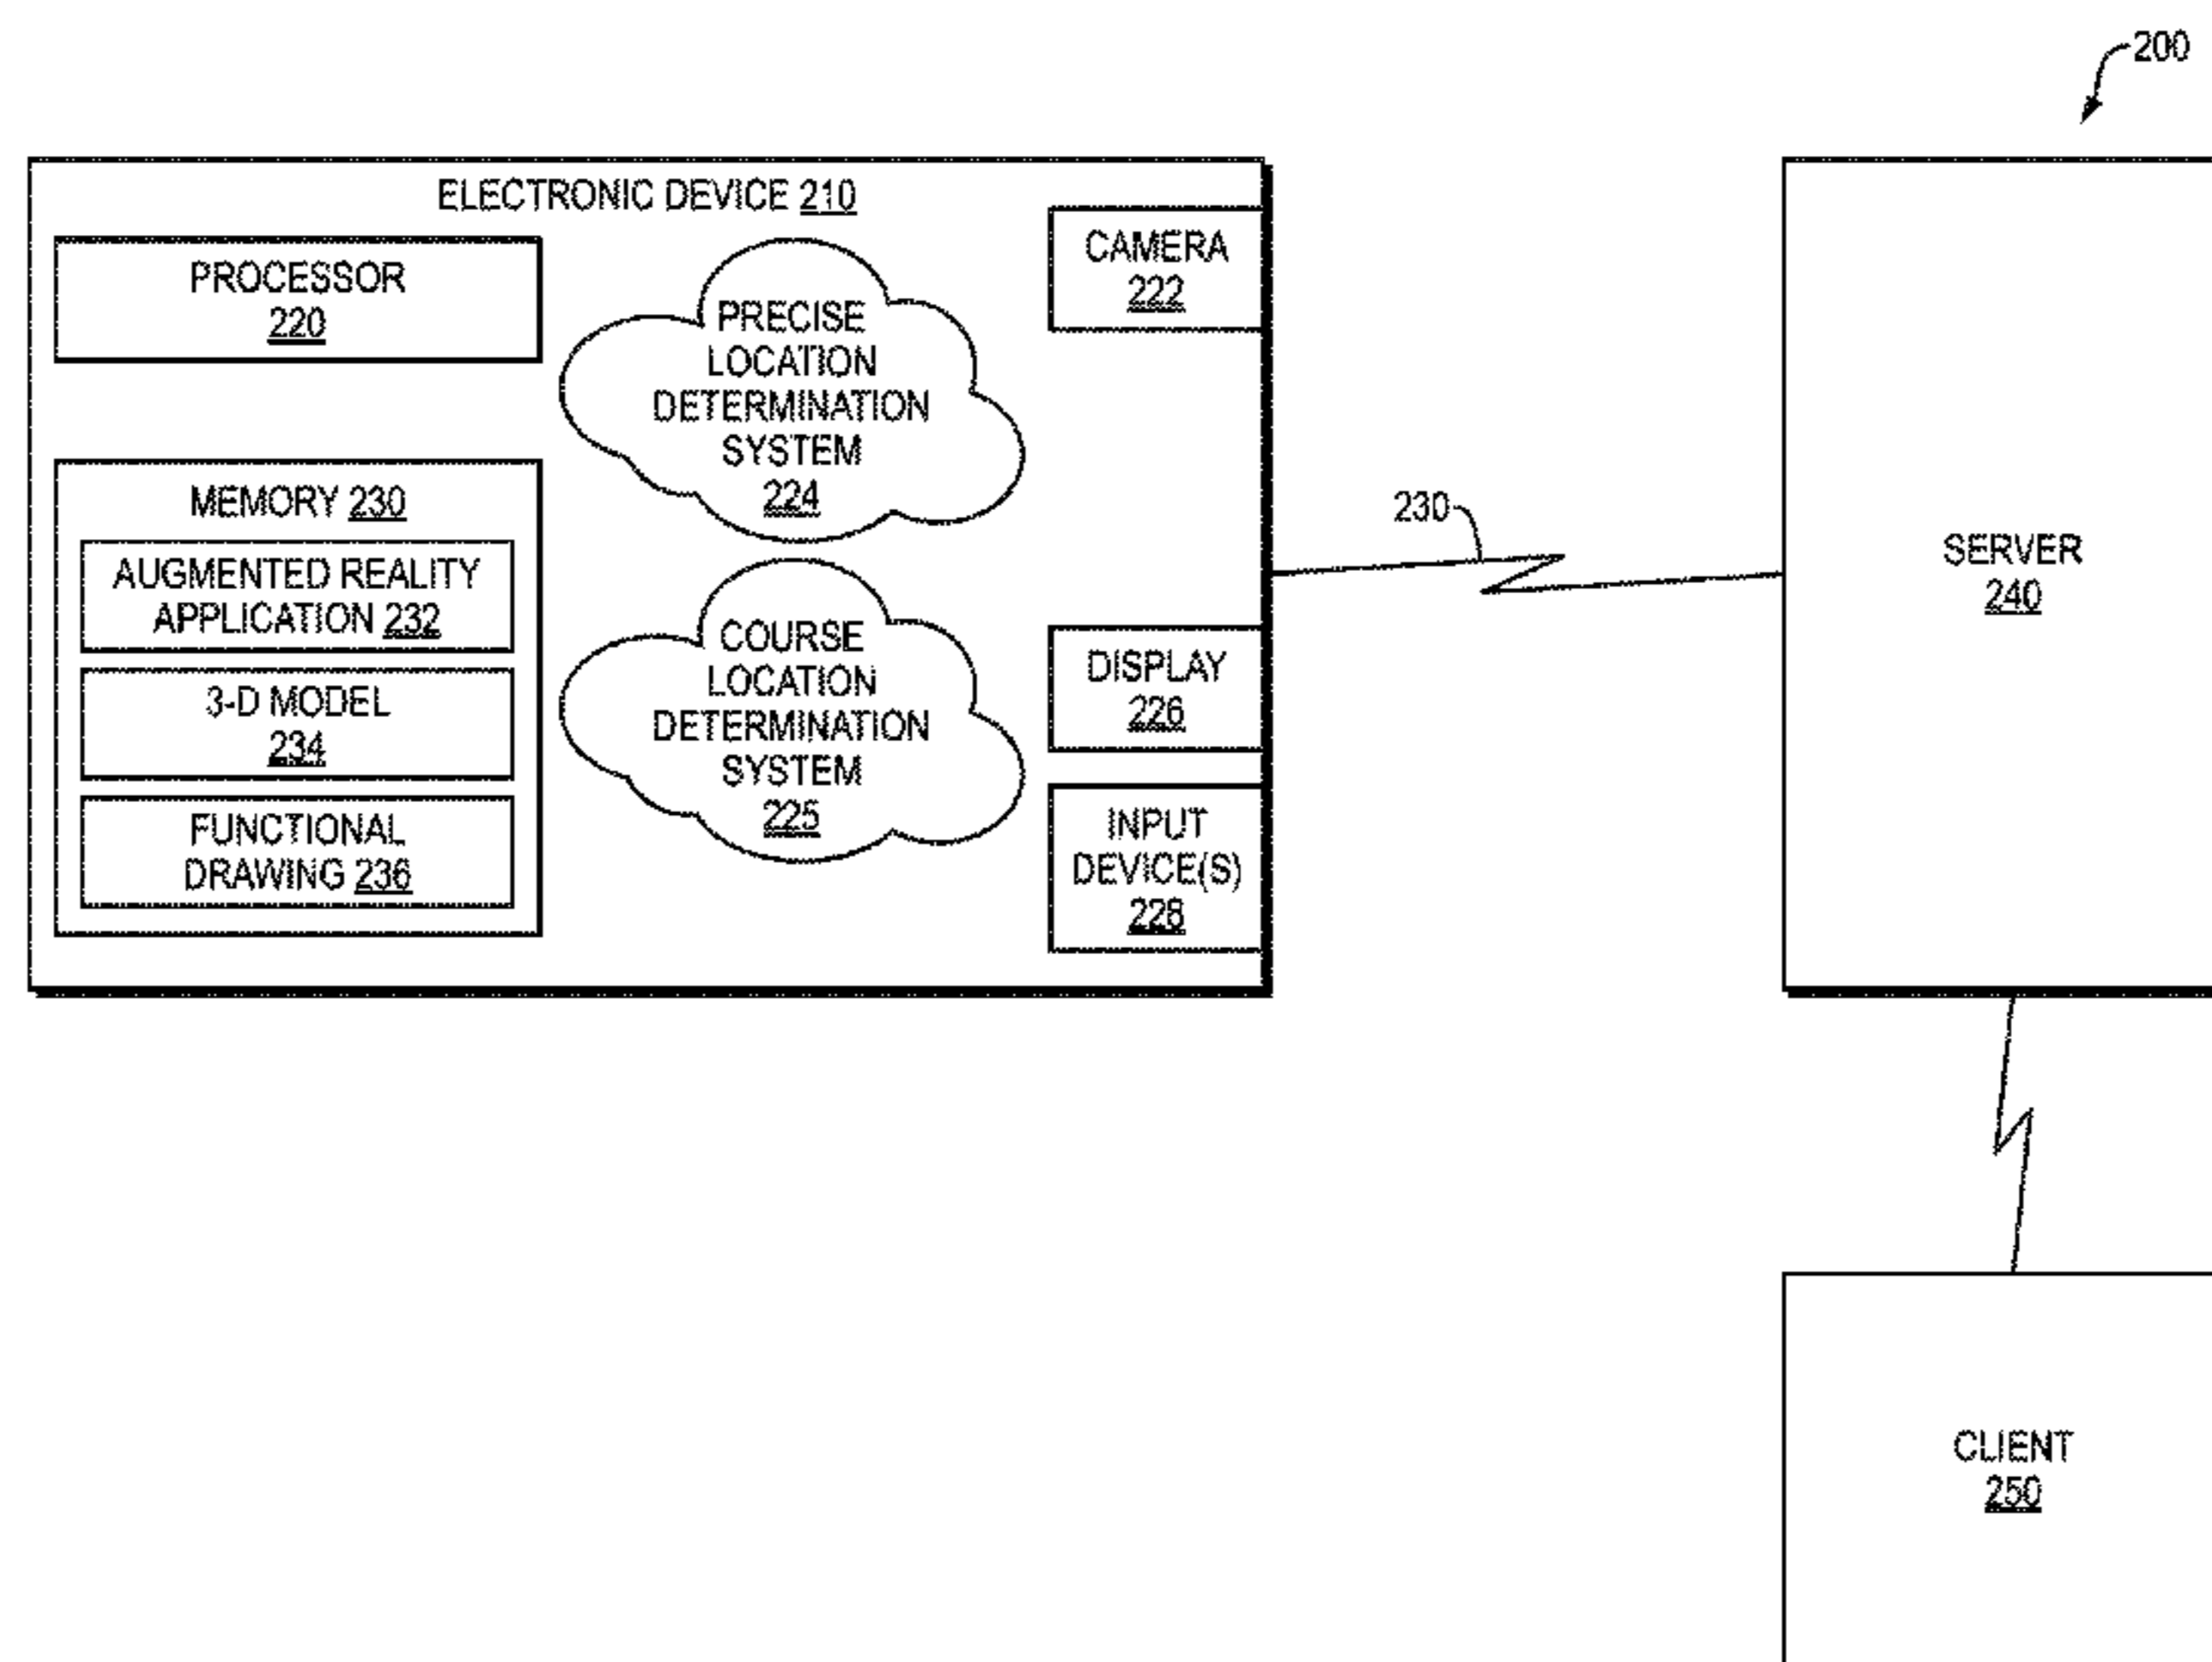 200
ELECTRONIC DEVICE 210
PROCESSOR
220
MEMORY 230
AUGMENTED REALITY
APPLICATION 232
3-D MODEL
234
FUNCTIONAL
DRAWING 236
PRECISE
LOCATION
DETERMINATION
SYSTEM
224
COURSE
LOCATION
DETERMINATION
SYSTEM
225
CAMERA
222
DISPLAY
226
INPUT
DEVICE(S)
228
230
SERVER
240
CLIENT
250